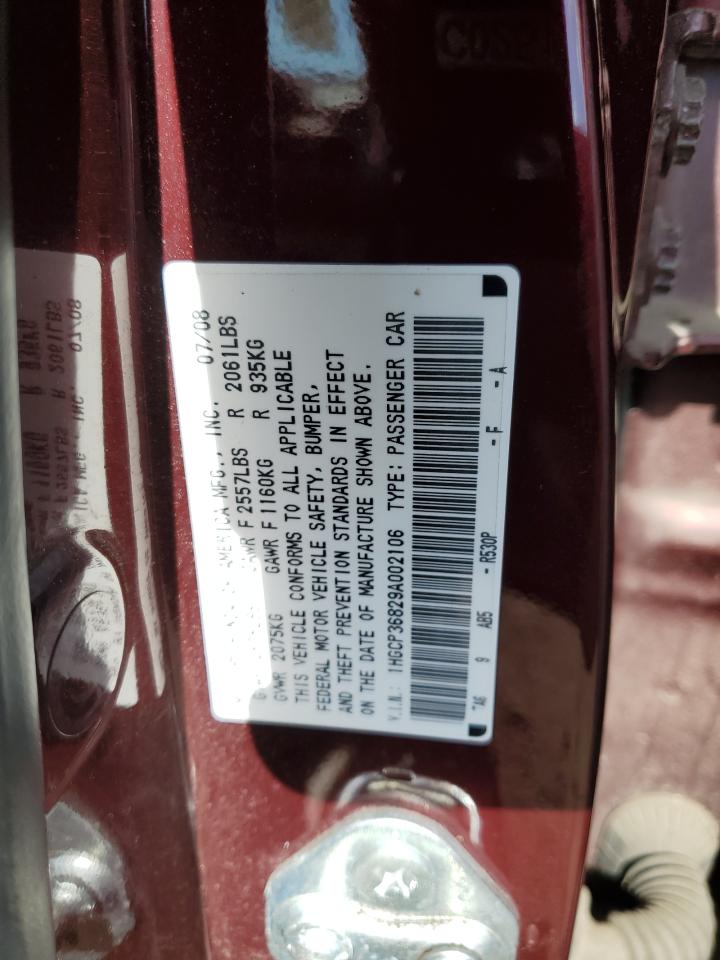 AMERICA MFG., INC. 07/08
GAWR F 2557LBS R 2061LBS
GVWR 2075KG GAWR F 1160KG R 935KG
THIS VEHICLE CONFORMS TO ALL APPLICABLE
FEDERAL MOTOR VEHICLE SAFETY, BUMPER,
AND THEFT PREVENTION STANDARDS IN EFFECT
ON THE DATE OF MANUFACTURE SHOWN ABOVE.
V.I.N.: 1HGCP36829A002106 TYPE: PASSENGER CAR
TA6 9 AB5 - R530P -F -A